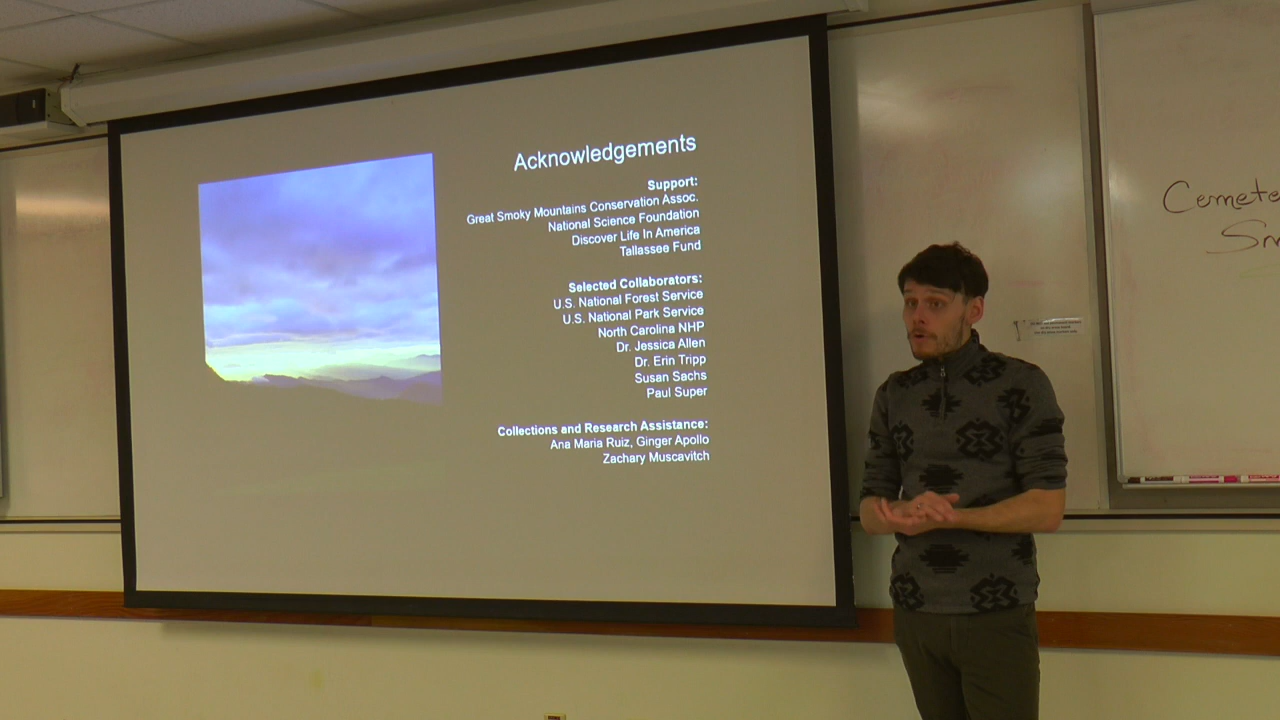 Acknowledgements
Support:
Great Smoky Mountains Conservation Assoc.
National Science Foundation
Discover Life In America
Tallassee Fund
Selected Collaborators:
U.S. National Forest Service
U.S. National Park Service
North Carolina NHP
Dr. Jessica Allen
Dr. Erin Tripp
Susan Sachs
Paul Super
Collections and Research Assistance:
Ana Maria Ruiz, Ginger Apollo
Zachary Muscavitch
Cemete
Sm